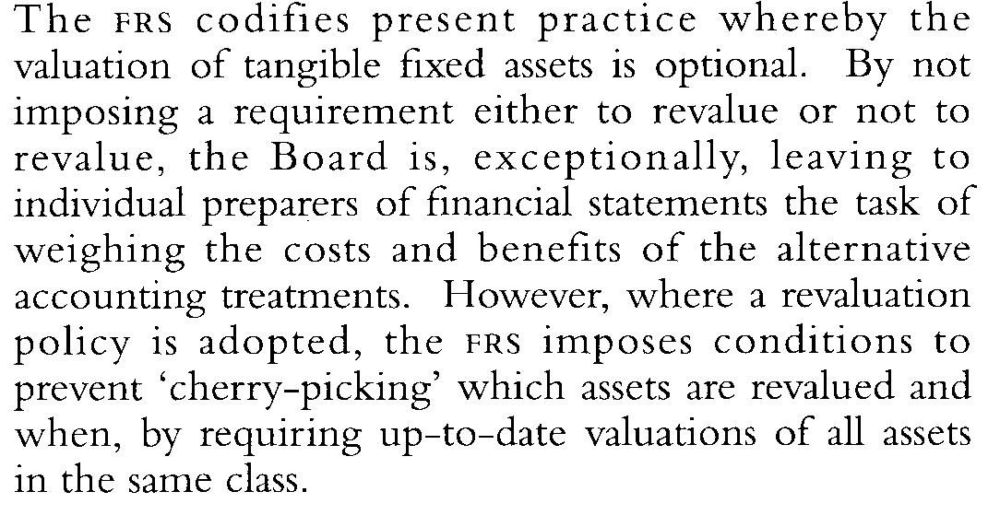 The FRS codifies present practice whereby the
valuation of tangible fixed assets is optional. By not
imposing a requirement either to revalue or not to
revalue, the Board is, exceptionally, leaving to
individual preparers of financial statements the task of
weighing the costs and benefits of the alternative
accounting treatments. However, where a revaluation
policy is adopted, the FRS imposes conditions to
prevent ‘cherry-picking’ which assets are revalued and
when, by requiring up-to-date valuations of all assets
in the same class.